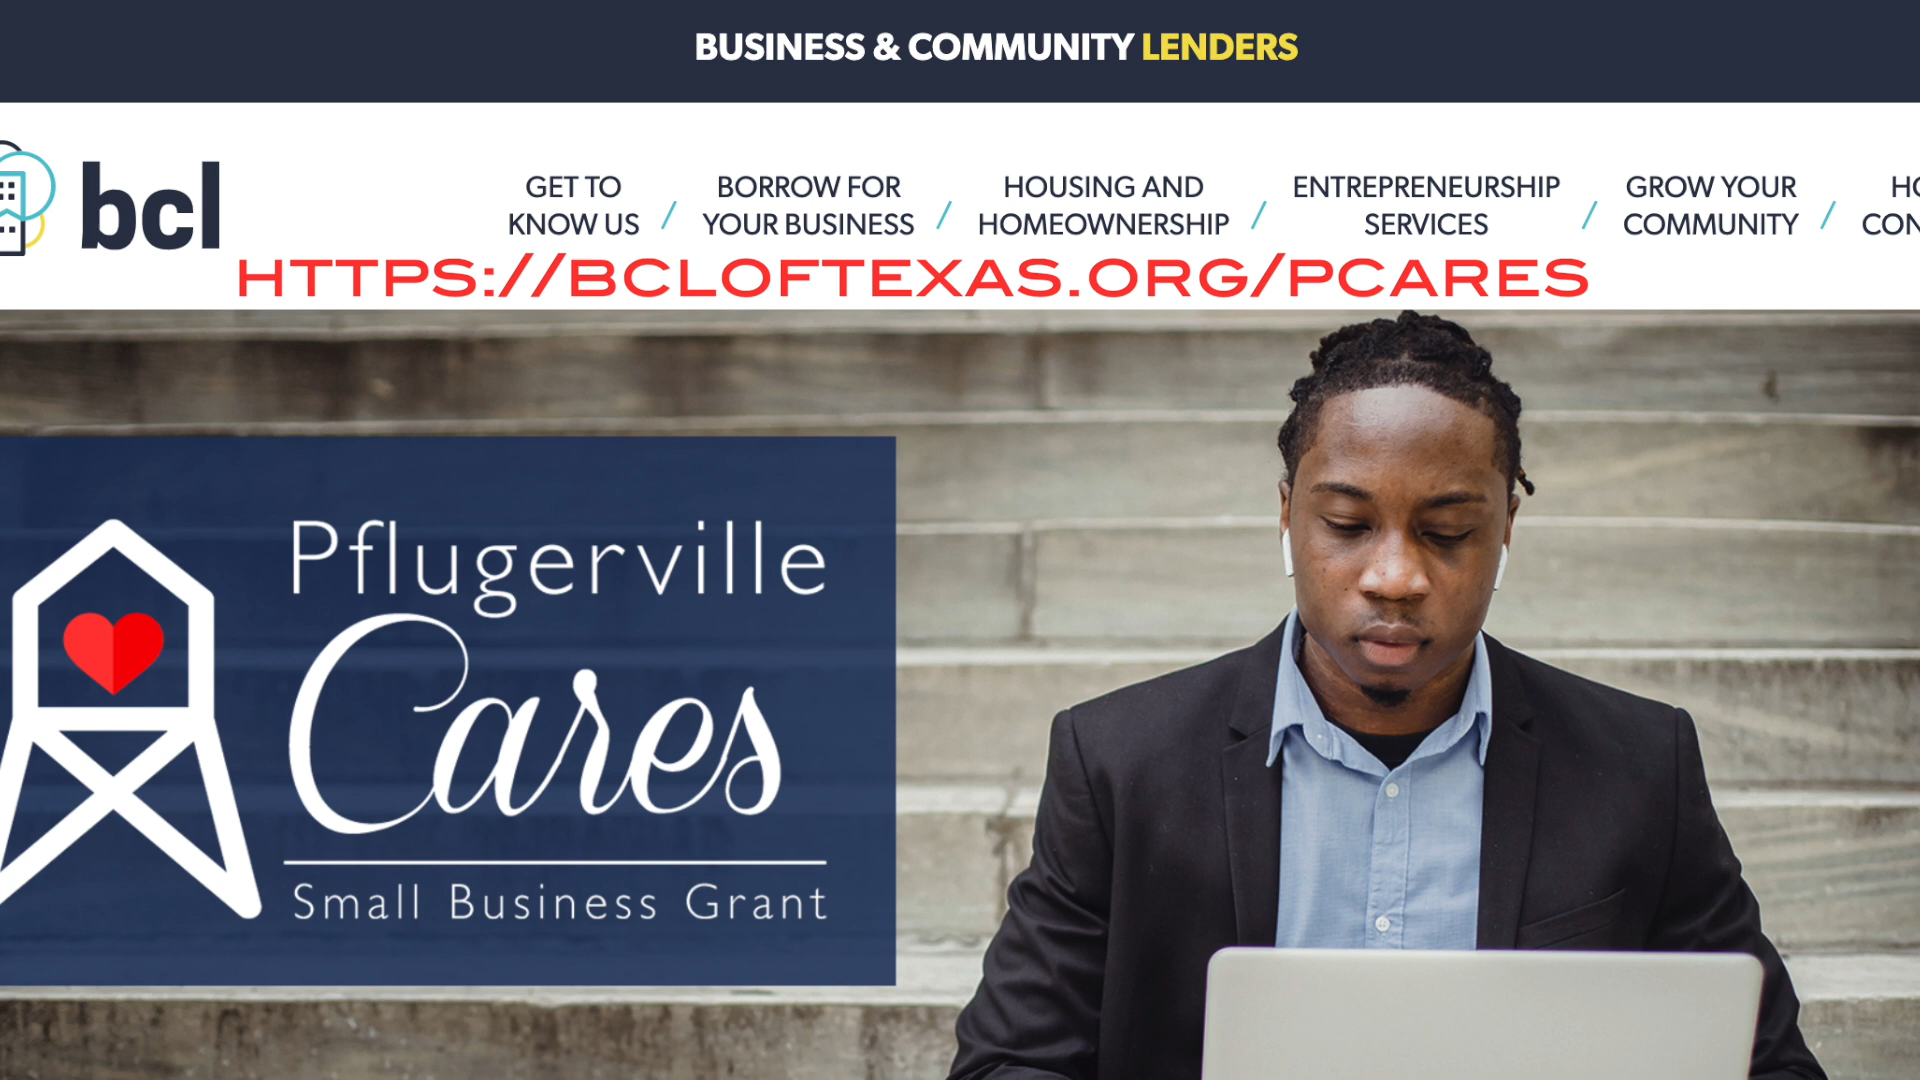 BUSINESS & COMMUNITY LENDERS
bcl
GET TO
KNOW US
/
BORROW FOR
YOUR BUSINESS
/
HOUSING AND
HOMEOWNERSHIP
/
ENTREPRENEURSHIP
SERVICES
/
GROW YOUR
COMMUNITY
/
HTTPS://BCLOFTEXAS.ORG/PCARES
Pflugerville
Cares
Small Business Grant